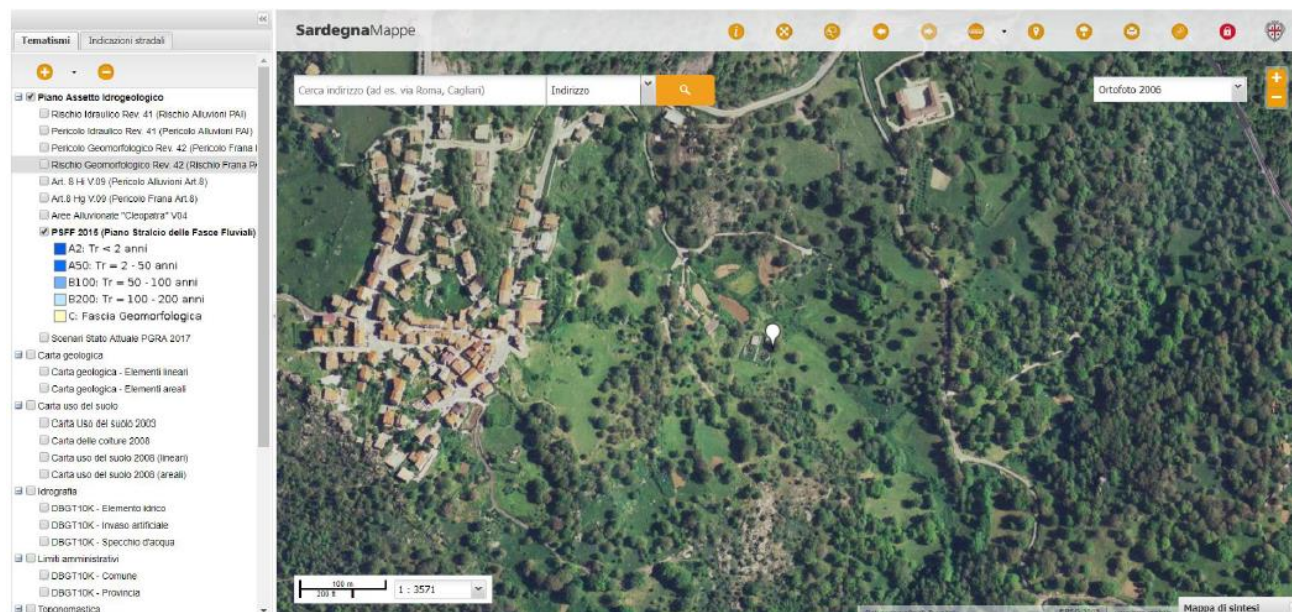 Tematismi
Indicazioni stradali
Piano Assetto Idrogeologico
Rischio Idraulico Rev. 41 (Rischio Alluvioni PAI)
Pericolo Idraulico Rev. 41 (Pericolo Alluvioni PAI)
Pericolo Geomorfologico Rev. 42 (Pericolo Frana
Rischio Geomorfologico Rev. 42 (Rischio Frana PA
Art. 8 Hi V.09 (Pericolo Alluvioni Art.8)
Art.8 Hg V.09 (Pericolo Frana Art.8)
Aree Alluvionate "Cleopatra" V04
PSFF 2015 (Piano Stralcio delle Fasce Fluviali)
A2: Tr < 2 anni
A50: Tr = 2 - 50 anni
B100: Tr = 50 - 100 anni
B200: Tr = 100 - 200 anni
C: Fascia Geomorfologica
Scenari Stato Attuale PGRA 2017
Carta geologica
Carta geologica - Elementi lineari
Carta geologica - Elementi areali
Carta uso del suolo
Carta Uso del suolo 2003
Carta delle colture 2008
Carta uso del suolo 2008 (lineari)
Carta uso del suolo 2008 (areali)
Idrografia
DBGT10K - Elemento idrico
DBGT10K - Invaso artificiale
DBGT10K - Specchio d'acqua
Limiti amministrativi
DBGT10K - Comune
DBGT10K - Provincia
Toponomastica
SardegnaMappe
Cerca indirizzo (ad es. via Roma, Cagliari)
Indirizzo
Ortofoto 2006
+
−
100 m
200 ft
1 : 3571
Mappa di sintesi